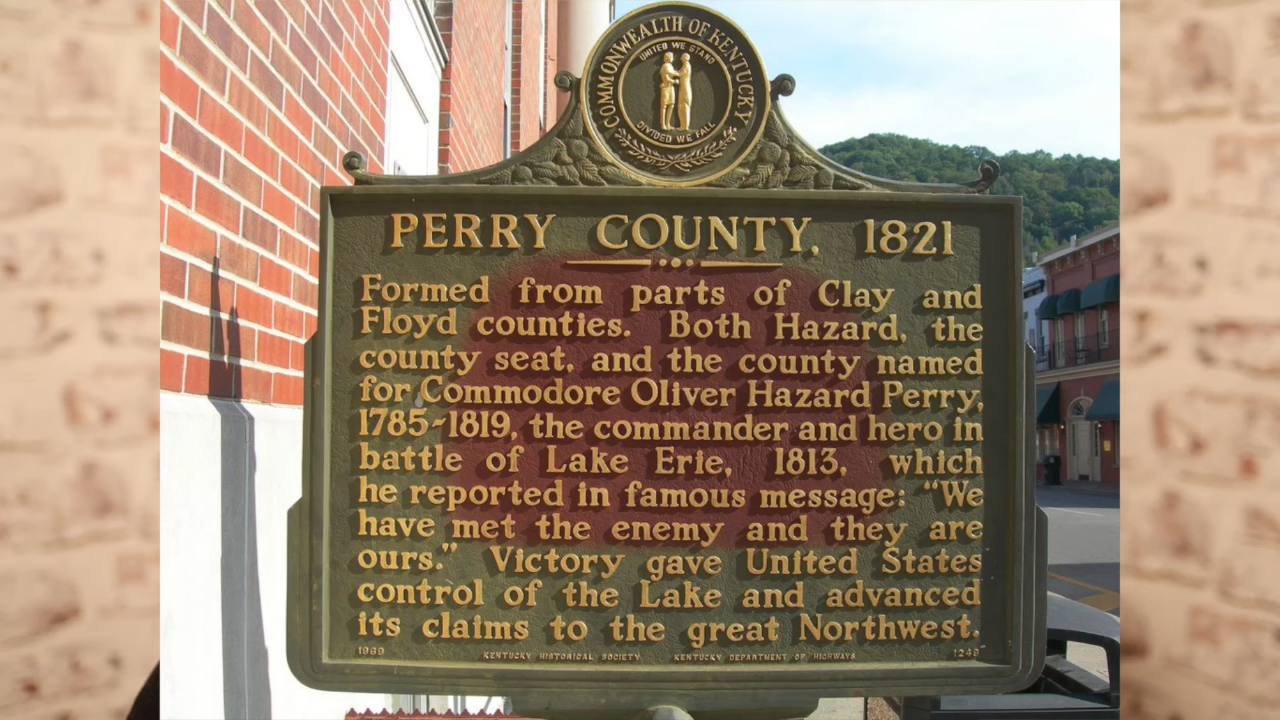 COMMONWEALTH OF KENTUCKY
UNITED WE STAND
DIVIDED WE FALL
PERRY COUNTY, 1821
Formed from parts of Clay and
Floyd counties. Both Hazard, the
county seat, and the county named
for Commodore Oliver Hazard Perry,
1785-1819, the commander and hero in
battle of Lake Erie, 1813, which
he reported in famous message: “We
have met the enemy and they are
ours.” Victory gave United States
control of the Lake and advanced
its claims to the great Northwest.
1969 KENTUCKY HISTORICAL SOCIETY KENTUCKY DEPARTMENT OF HIGHWAYS 1249